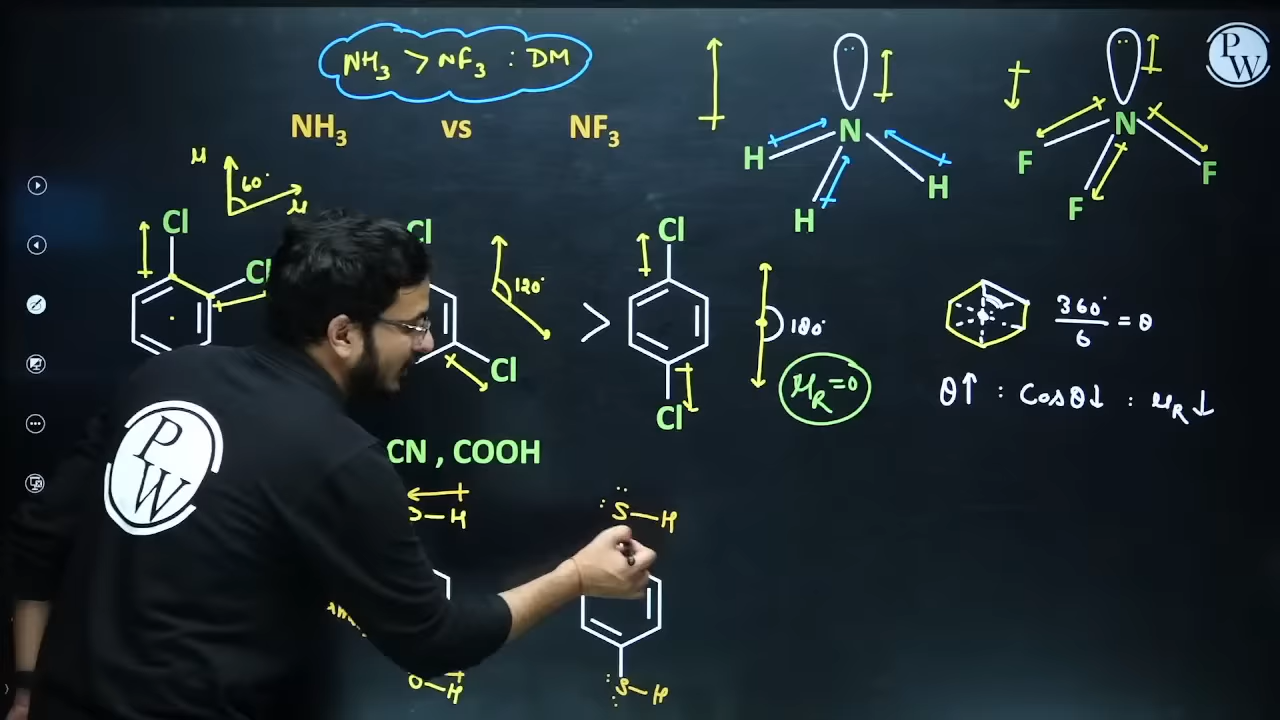 NH₃ > NF₃ : DM
PW
NH₃ vs NF₃
N
H
H
H
N
F
F
F
μ
60°
μ
Cl
Cl
Cl
Cl
120°
>
Cl
Cl
180°
μR=0
360°/6 = θ
θ↑ : Cosθ↓ : μR↓
PW
CN , COOH
–H
S–H
O–H
S–H